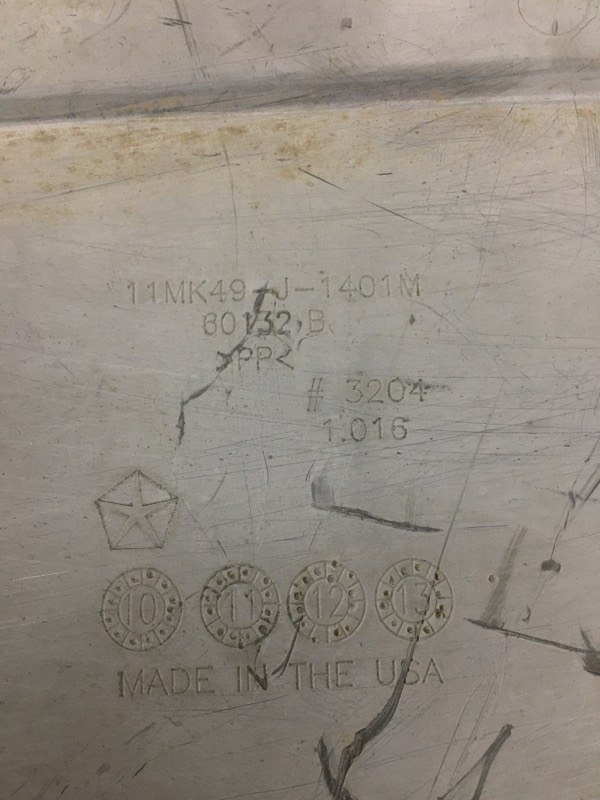 11MK49-J-1401M
60132 B
>PP<
# 3204
1.016
10 11 12 13
MADE IN THE USA